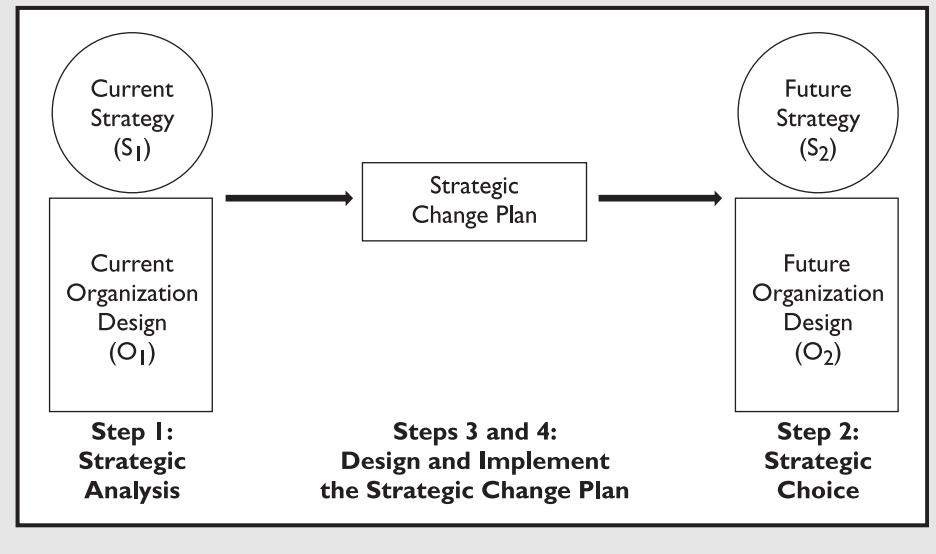 Current
Strategy
(S1)
Current
Organization
Design
(O1)
Step 1:
Strategic
Analysis
Strategic
Change Plan
Steps 3 and 4:
Design and Implement
the Strategic Change Plan
Future
Strategy
(S2)
Future
Organization
Design
(O2)
Step 2:
Strategic
Choice